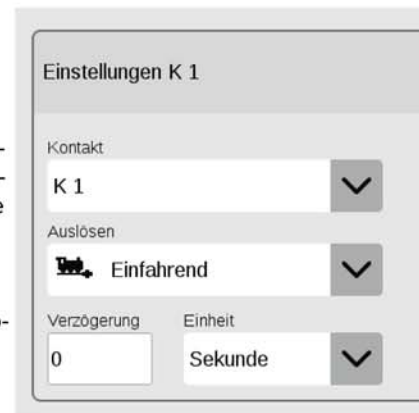 Einstellungen K 1
Kontakt
K 1
Auslösen
Einfahrend
Verzögerung Einheit
0 Sekunde